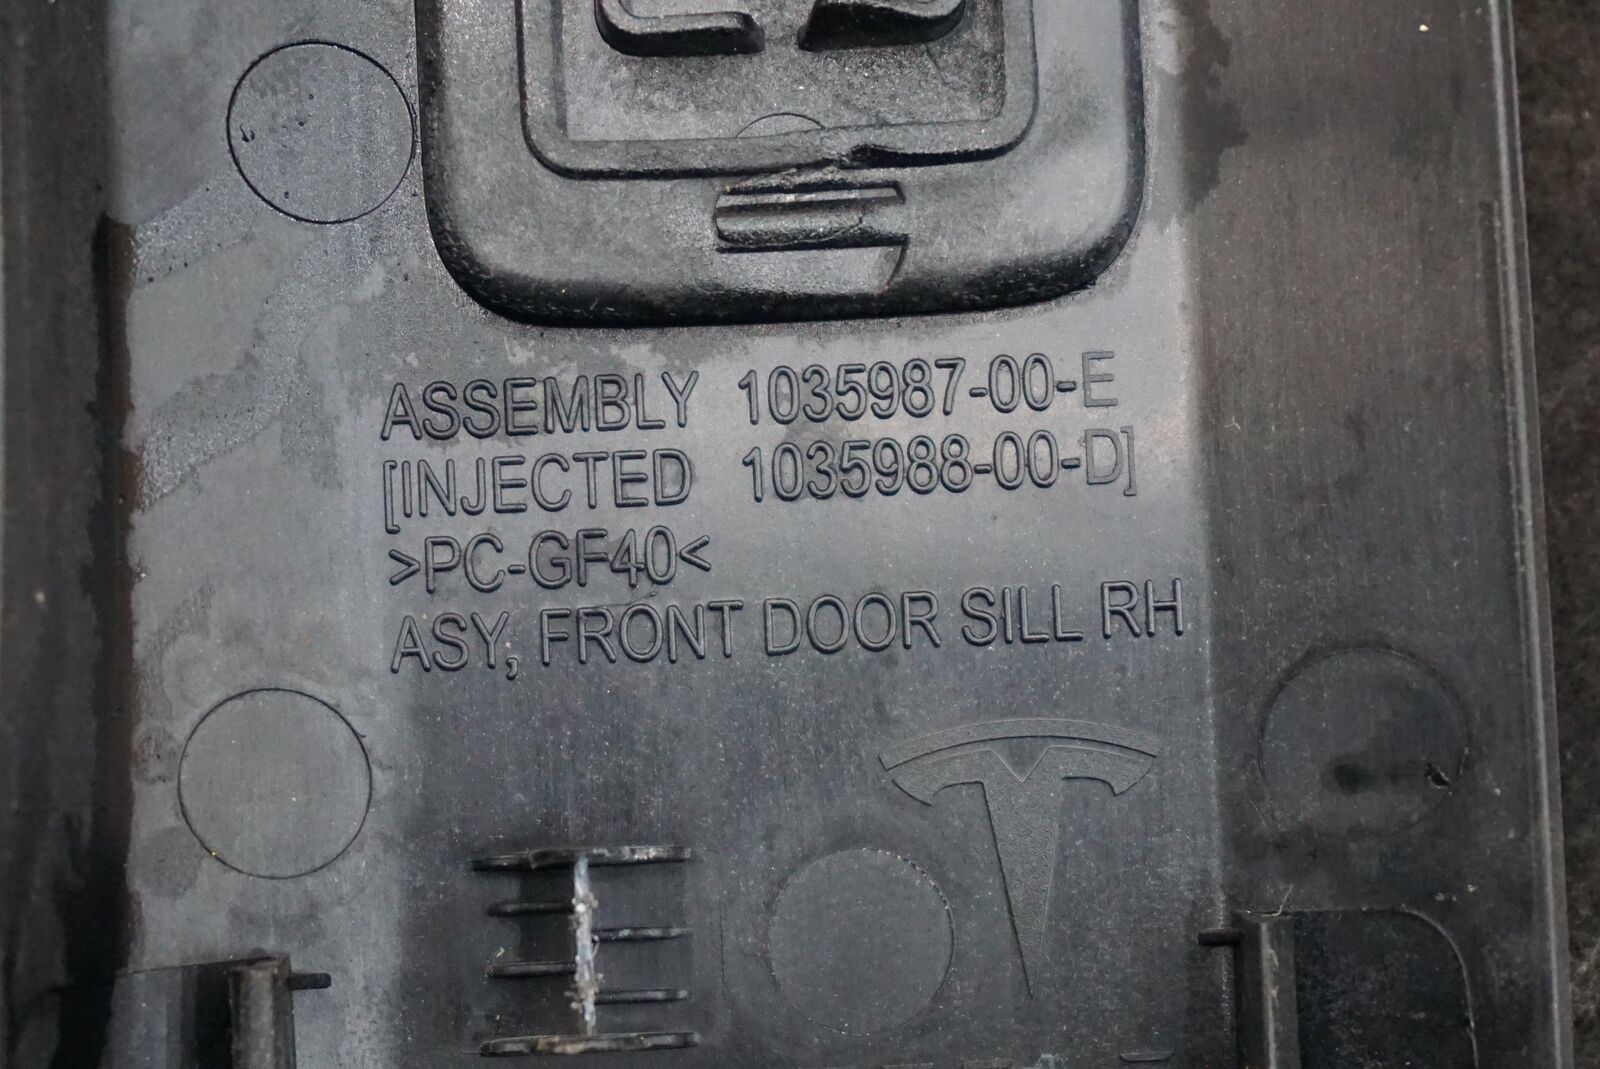 ASSEMBLY 1035987-00-E
[INJECTED 1035988-00-D]
>PC-GF40<
ASY, FRONT DOOR SILL RH